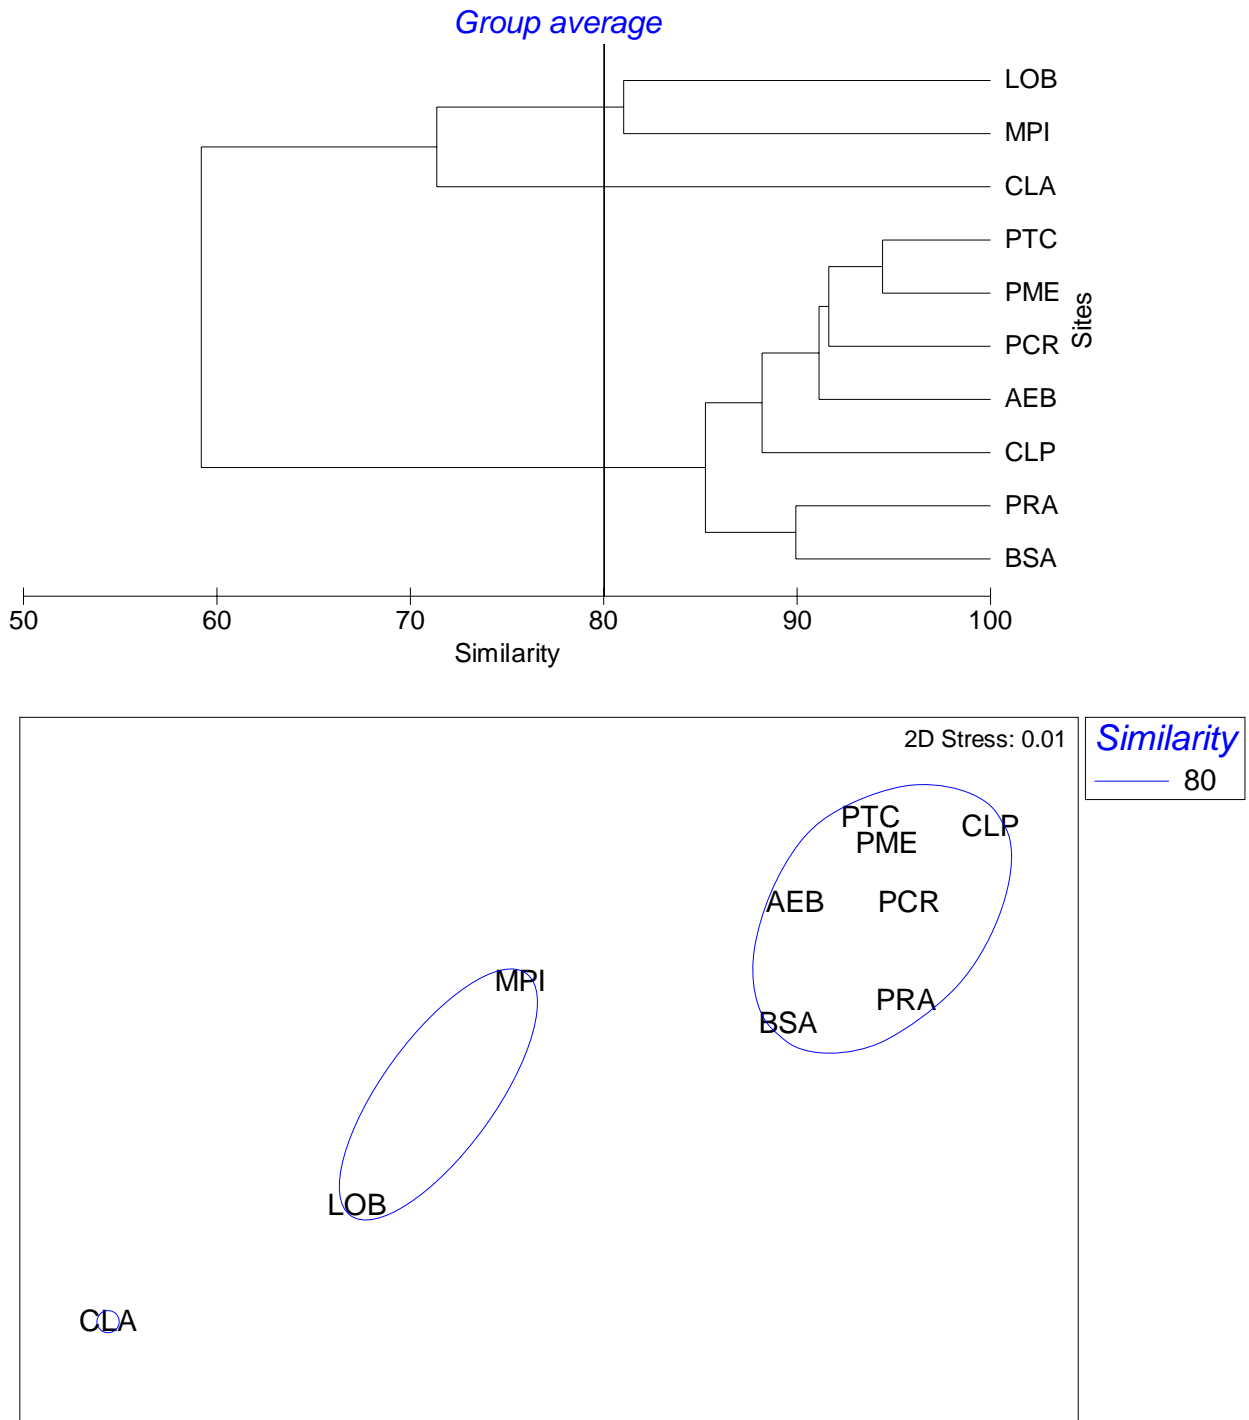 Group average
LOB
MPI
CLA
PTC
PME
PCR
AEB
CLP
PRA
BSA
Sites
50 60 70 80 90 100
Similarity
2D Stress: 0.01
Similarity
80
PTC
CLP
PME
AEB PCR
MPI
PRA
BSA
LOB
CLA